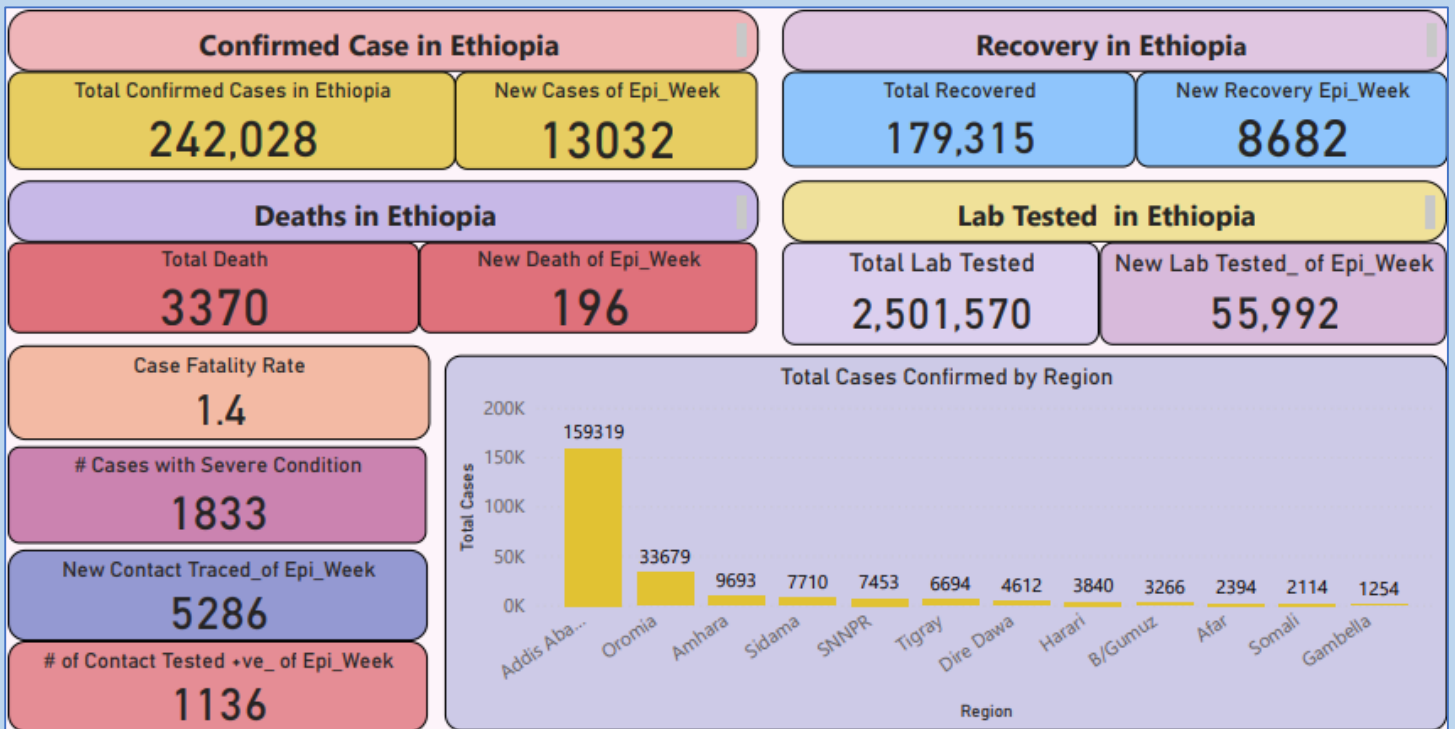 Confirmed Case in Ethiopia
Total Confirmed Cases in Ethiopia
242,028
New Cases of Epi_Week
13032
Recovery in Ethiopia
Total Recovered
179,315
New Recovery Epi_Week
8682
Deaths in Ethiopia
Total Death
3370
New Death of Epi_Week
196
Lab Tested in Ethiopia
Total Lab Tested
2,501,570
New Lab Tested_ of Epi_Week
55,992
Case Fatality Rate
1.4
# Cases with Severe Condition
1833
New Contact Traced_of Epi_Week
5286
# of Contact Tested +ve_ of Epi_Week
1136
Total Cases Confirmed by Region
Total Cases
200K
150K
100K
50K
0K
159319
33679
9693
7710
7453
6694
4612
3840
3266
2394
2114
1254
Addis Aba...
Oromia
Amhara
Sidama
SNNPR
Tigray
Dire Dawa
Harari
B/Gumuz
Afar
Somali
Gambella
Region